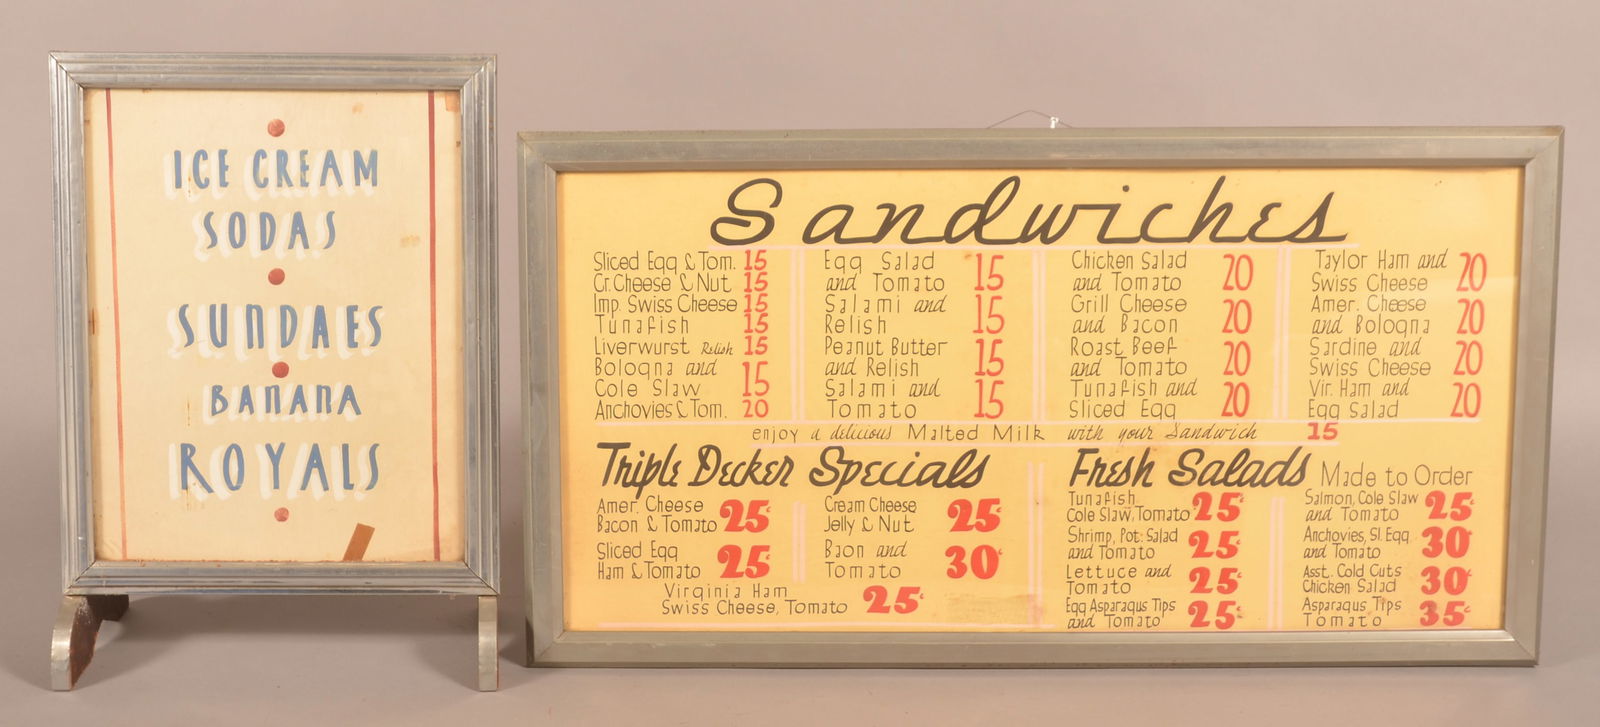 ICE CREAM
SODAS
SUNDAES
BANANA
ROYALS
Sandwiches
Sliced Egg & Tom. 15
Cr. Cheese & Nut 15
Imp. Swiss Cheese 15
Tunafish 15
Liverwurst Relish 15
Bologna and
Cole Slaw 15
Anchovies & Tom. 20
Egg Salad
and Tomato 15
Salami and
Relish 15
Peanut Butter
and Relish 15
Salami and
Tomato 15
Chicken Salad
and Tomato 20
Grill Cheese
and Bacon 20
Roast Beef
and Tomato 20
Tunafish and
Sliced Egg 20
Taylor Ham and
Swiss Cheese 20
Amer. Cheese
and Bologna 20
Sardine and
Swiss Cheese 20
Vir. Ham and
Egg Salad 20
enjoy a delicious Malted Milk with your Sandwich 15
Triple Decker Specials
Amer. Cheese
Bacon & Tomato 25¢
Sliced Egg
Ham & Tomato 25¢
Cream Cheese
Jelly & Nut 25¢
Bacn and
Tomato 30¢
Virginia Ham
Swiss Cheese, Tomato 25¢
Fresh Salads Made to Order
Tunafish
Cole Slaw, Tomato 25¢
Shrimp, Pot. Salad
and Tomato 25¢
Lettuce and
Tomato 25¢
Egg Asparagus Tips
and Tomato 25¢
Salmon, Cole Slaw
and Tomato 25¢
Anchovies, Sl. Egg
and Tomato 30¢
Asst. Cold Cuts
Chicken Salad 30¢
Asparagus Tips
Tomato 35¢